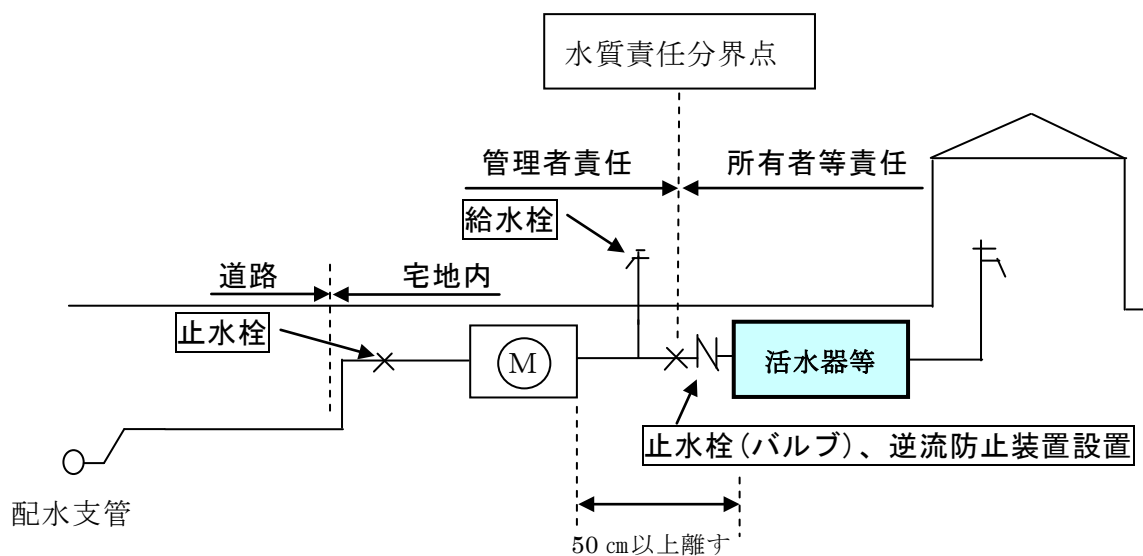 水質責任分界点
管理者責任
所有者等責任
給水栓
道路
宅地内
止水栓
M
活水器等
止水栓(バルブ)、逆流防止装置設置
配水支管
50 ㎝以上離す